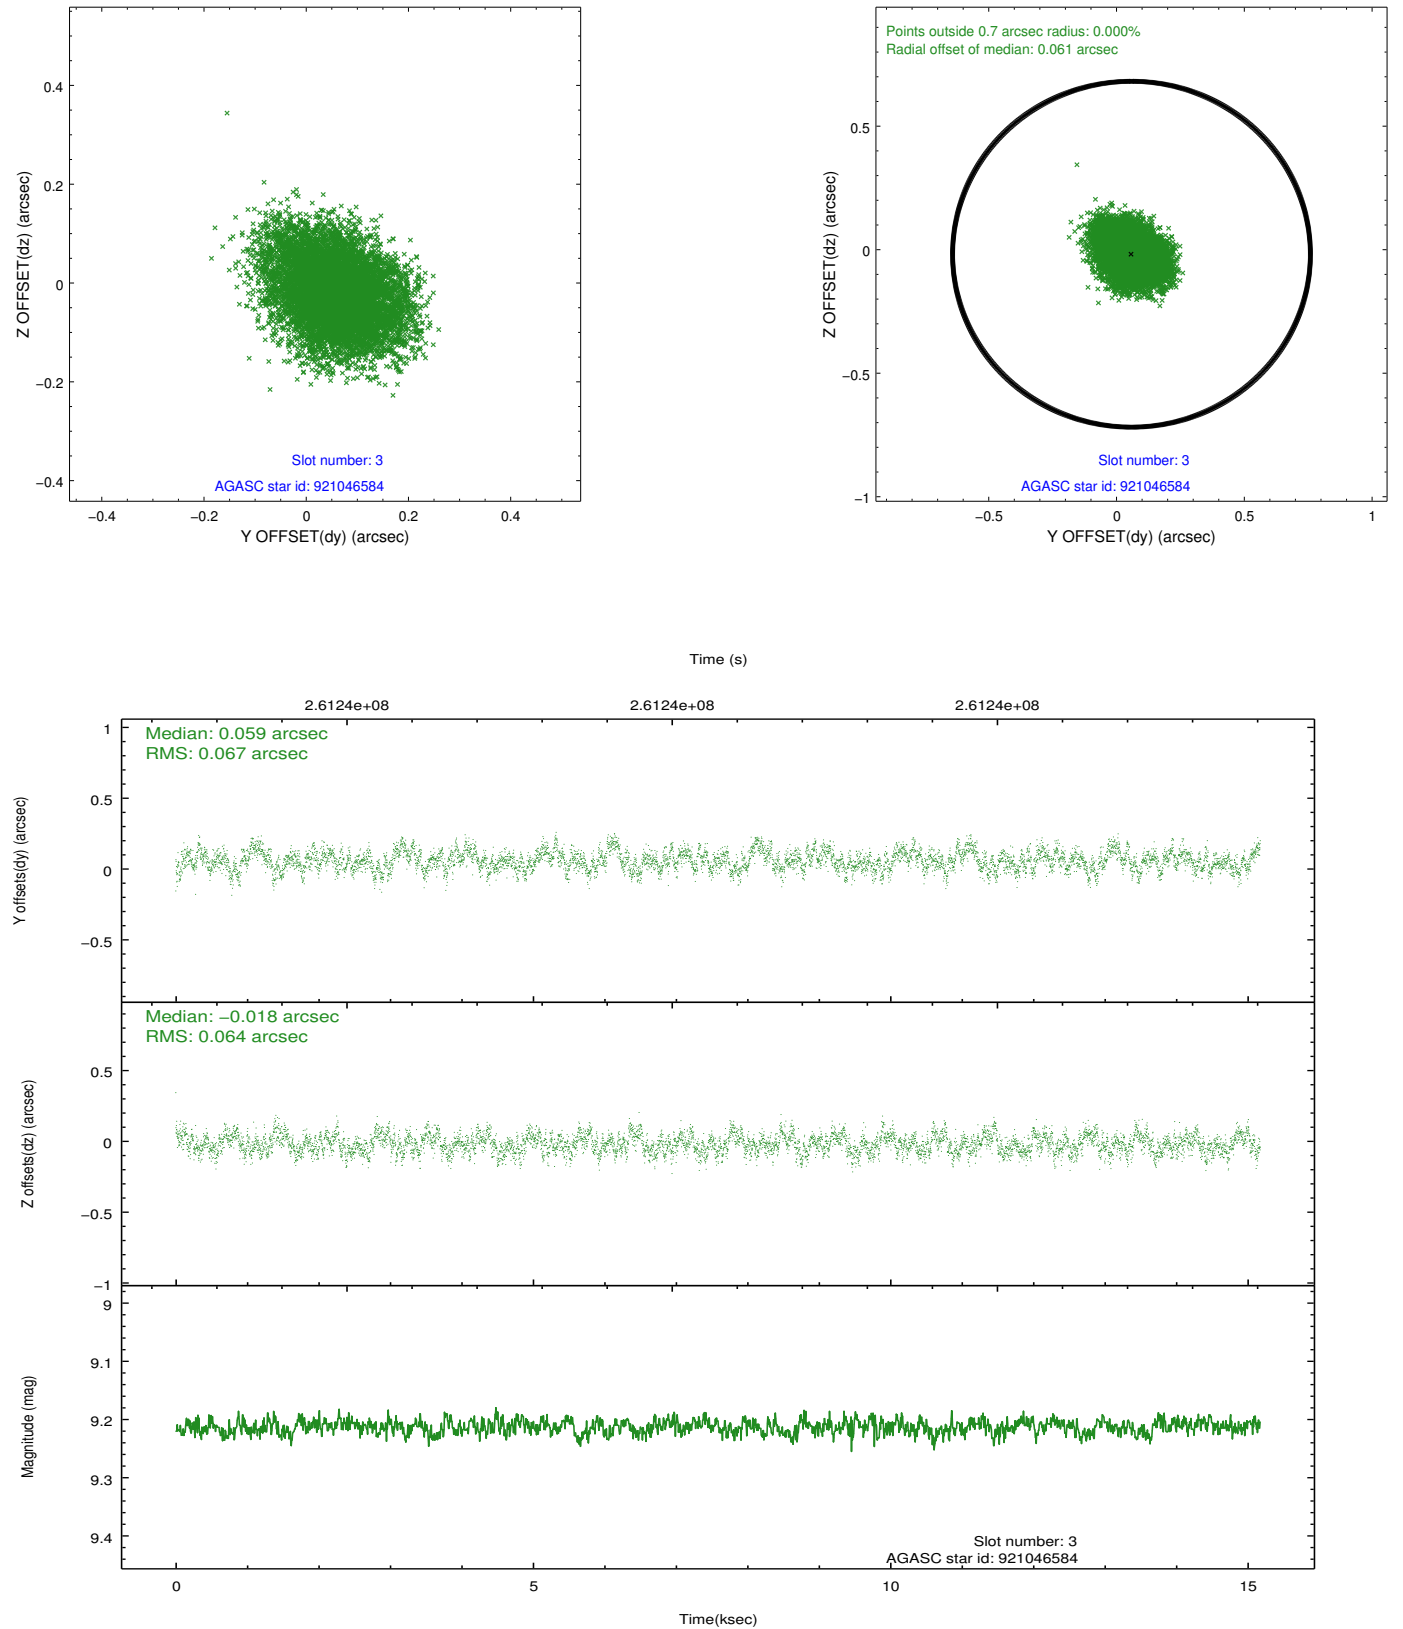 0.4
0.2
0
−0.2
−0.4
Z OFFSET(dz) (arcsec)
Slot number: 3
AGASC star id: 921046584
−0.4
−0.2
0
0.2
0.4
Y OFFSET(dy) (arcsec)
Points outside 0.7 arcsec radius: 0.000%
Radial offset of median: 0.061 arcsec
0.5
0
−0.5
−1
Z OFFSET(dz) (arcsec)
Slot number: 3
AGASC star id: 921046584
−0.5
0
0.5
1
Y OFFSET(dy) (arcsec)
Time (s)
2.6124e+08
2.6124e+08
2.6124e+08
Median: 0.059 arcsec
RMS: 0.067 arcsec
1
0.5
0
−0.5
Y offsets(dy) (arcsec)
Median: −0.018 arcsec
RMS: 0.064 arcsec
0.5
0
−0.5
−1
Z offsets(dz) (arcsec)
9
9.1
9.2
9.3
9.4
Magnitude (mag)
Slot number: 3
AGASC star id: 921046584
0
5
10
15
Time(ksec)